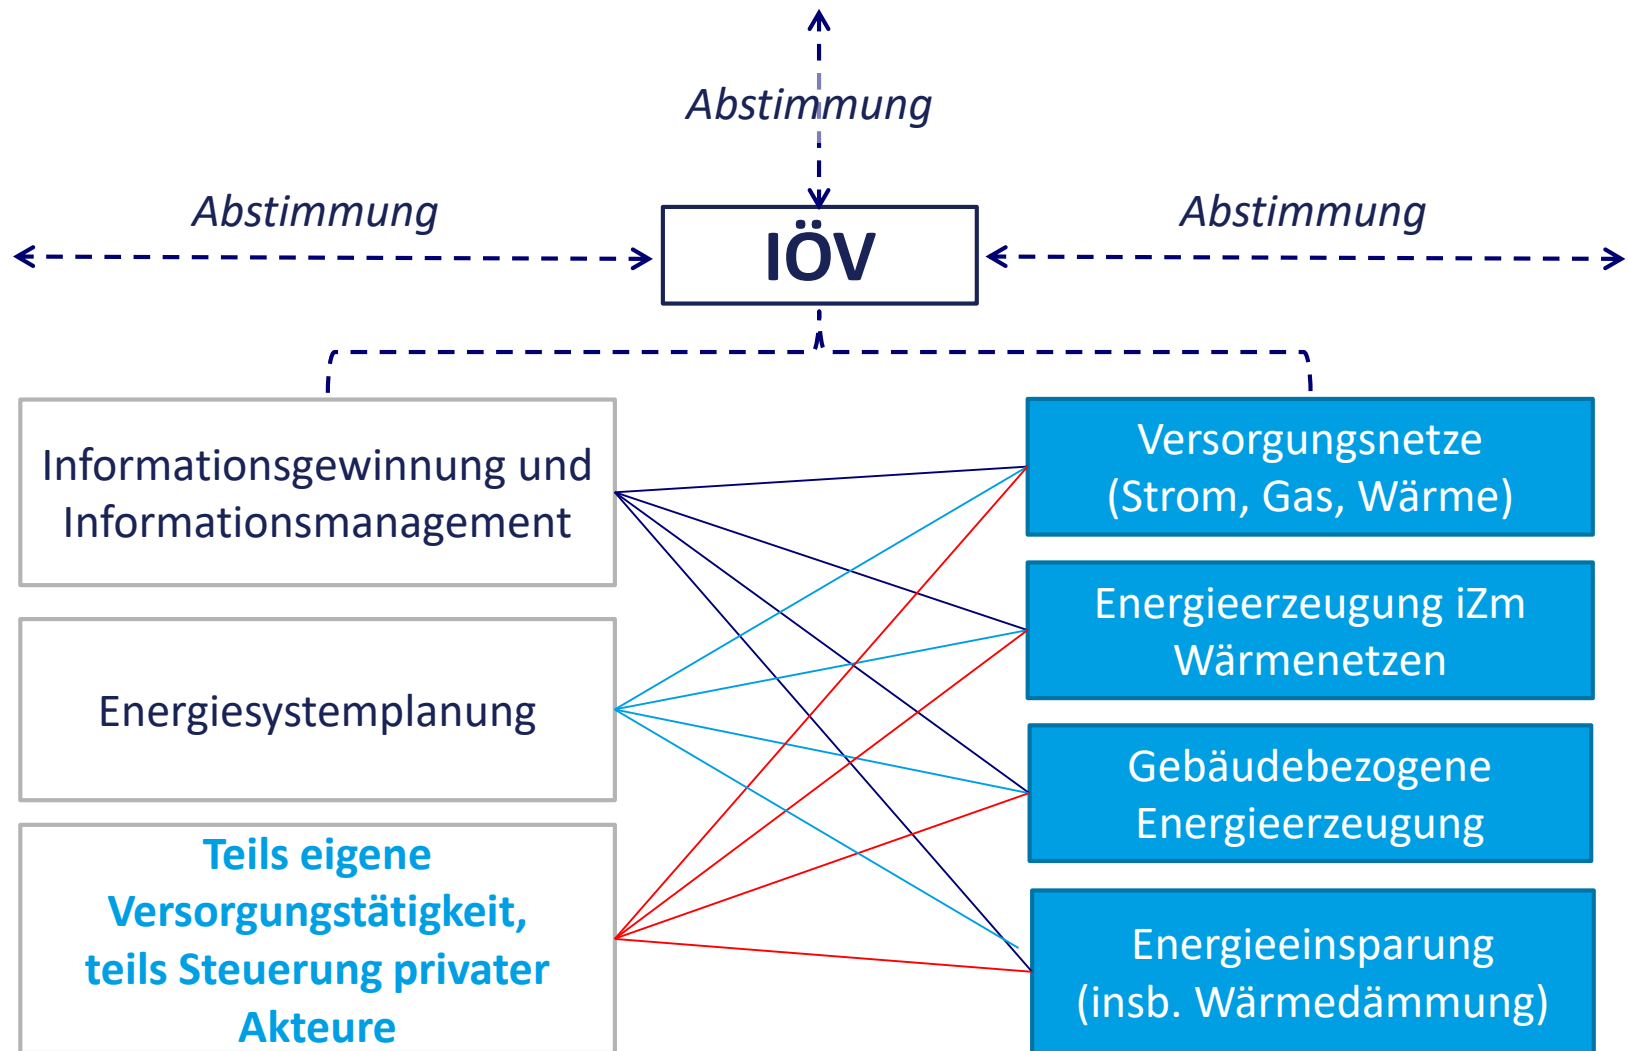 Abstimmung
Abstimmung
IÖV
Abstimmung
Informationsgewinnung und
Informationsmanagement
Energiesystemplanung
Teils eigene
Versorgungstätigkeit,
teils Steuerung privater
Akteure
Versorgungsnetze
(Strom, Gas, Wärme)
Energieerzeugung iZm
Wärmenetzen
Gebäudebezogene
Energieerzeugung
Energieeinsparung
(insb. Wärmedämmung)